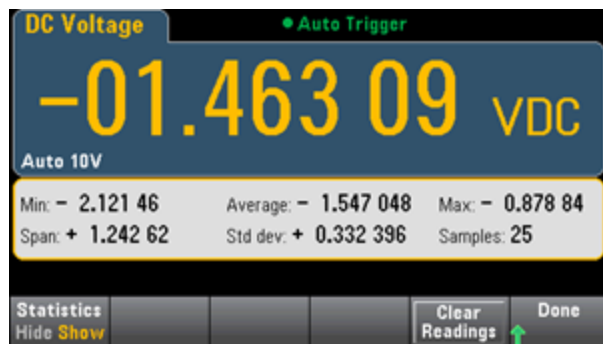 DC Voltage
Auto Trigger
−01.463 09 VDC
Auto 10V
Min: − 2.121 46 Average: − 1.547 048 Max: − 0.878 84
Span: + 1.242 62 Std dev: + 0.332 396 Samples: 25
Statistics
Hide Show
Clear
Readings
Done